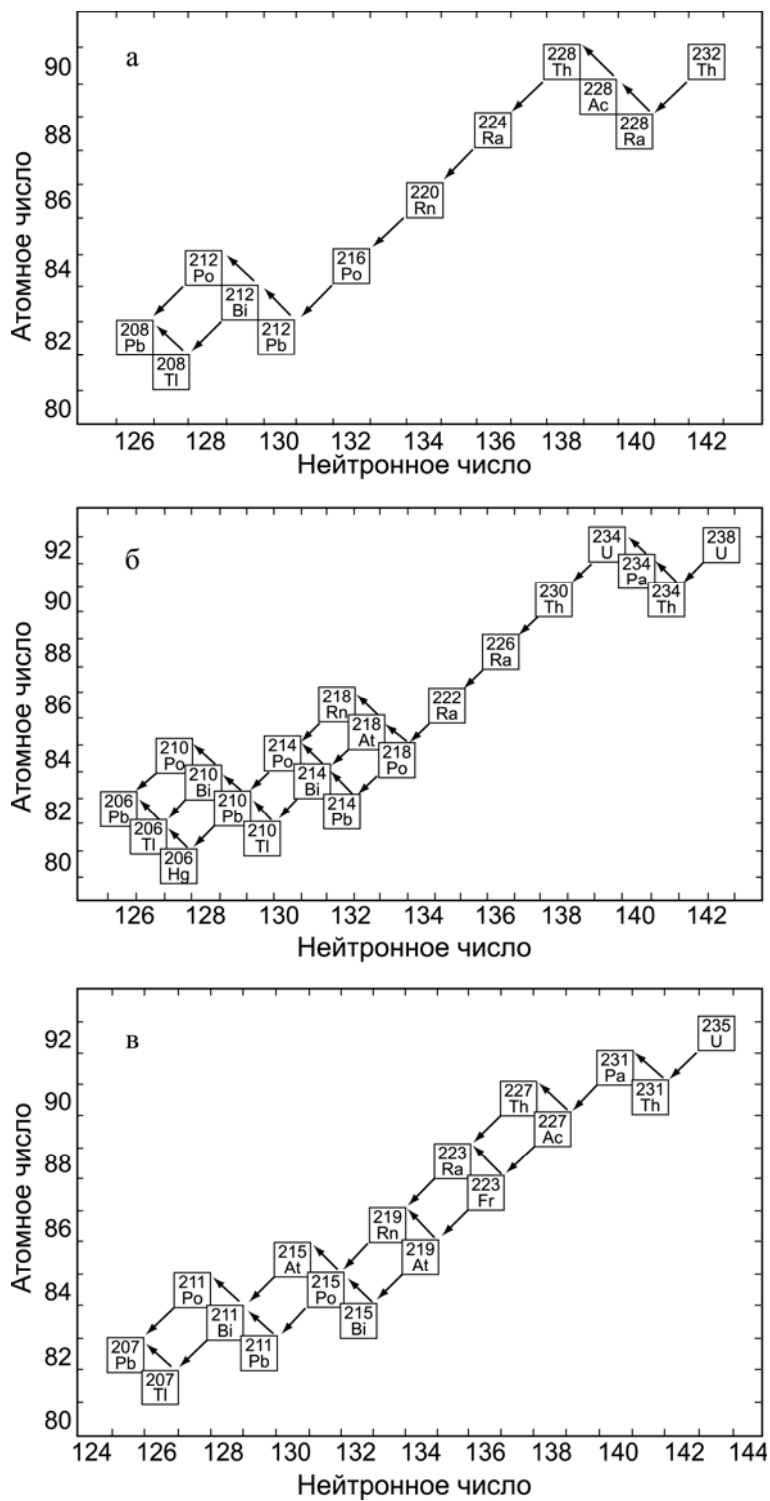 а
90
88
86
84
82
80
Атомное число
228
Th
232
Th
228
Ac
228
Ra
224
Ra
220
Rn
216
Po
212
Po
212
Bi
212
Pb
208
Pb
208
Tl
126 128 130 132 134 136 138 140 142
Нейтронное число
б
92
90
88
86
84
82
80
Атомное число
234
U
238
U
234
Pa
234
Th
230
Th
226
Ra
222
Ra
218
Rn
218
At
218
Po
214
Po
214
Bi
214
Pb
210
Po
210
Bi
210
Pb
210
Tl
206
Pb
206
Tl
206
Hg
126 128 130 132 134 136 138 140 142
Нейтронное число
в
92
90
88
86
84
82
80
Атомное число
235
U
231
Pa
231
Th
227
Th
227
Ac
223
Ra
223
Fr
219
Rn
219
At
215
At
215
Po
215
Bi
211
Po
211
Bi
211
Pb
207
Pb
207
Tl
124 126 128 130 132 134 136 138 140 142 144
Нейтронное число